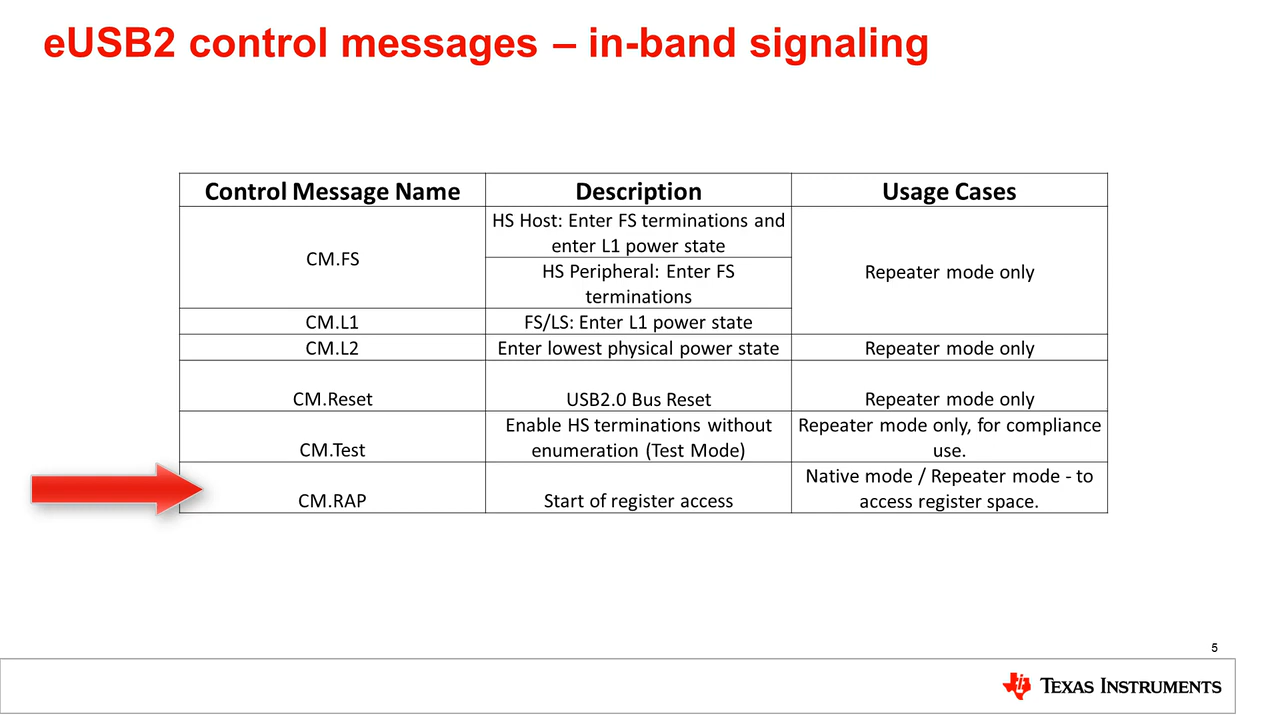 eUSB2 control messages – in-band signaling
Control Message Name
Description
Usage Cases
CM.FS
HS Host: Enter FS terminations and
enter L1 power state
HS Peripheral: Enter FS
terminations
Repeater mode only
CM.L1
FS/LS: Enter L1 power state
CM.L2
Enter lowest physical power state
Repeater mode only
CM.Reset
USB2.0 Bus Reset
Repeater mode only
CM.Test
Enable HS terminations without
enumeration (Test Mode)
Repeater mode only, for compliance
use.
CM.RAP
Start of register access
Native mode / Repeater mode - to
access register space.
5
TEXAS INSTRUMENTS